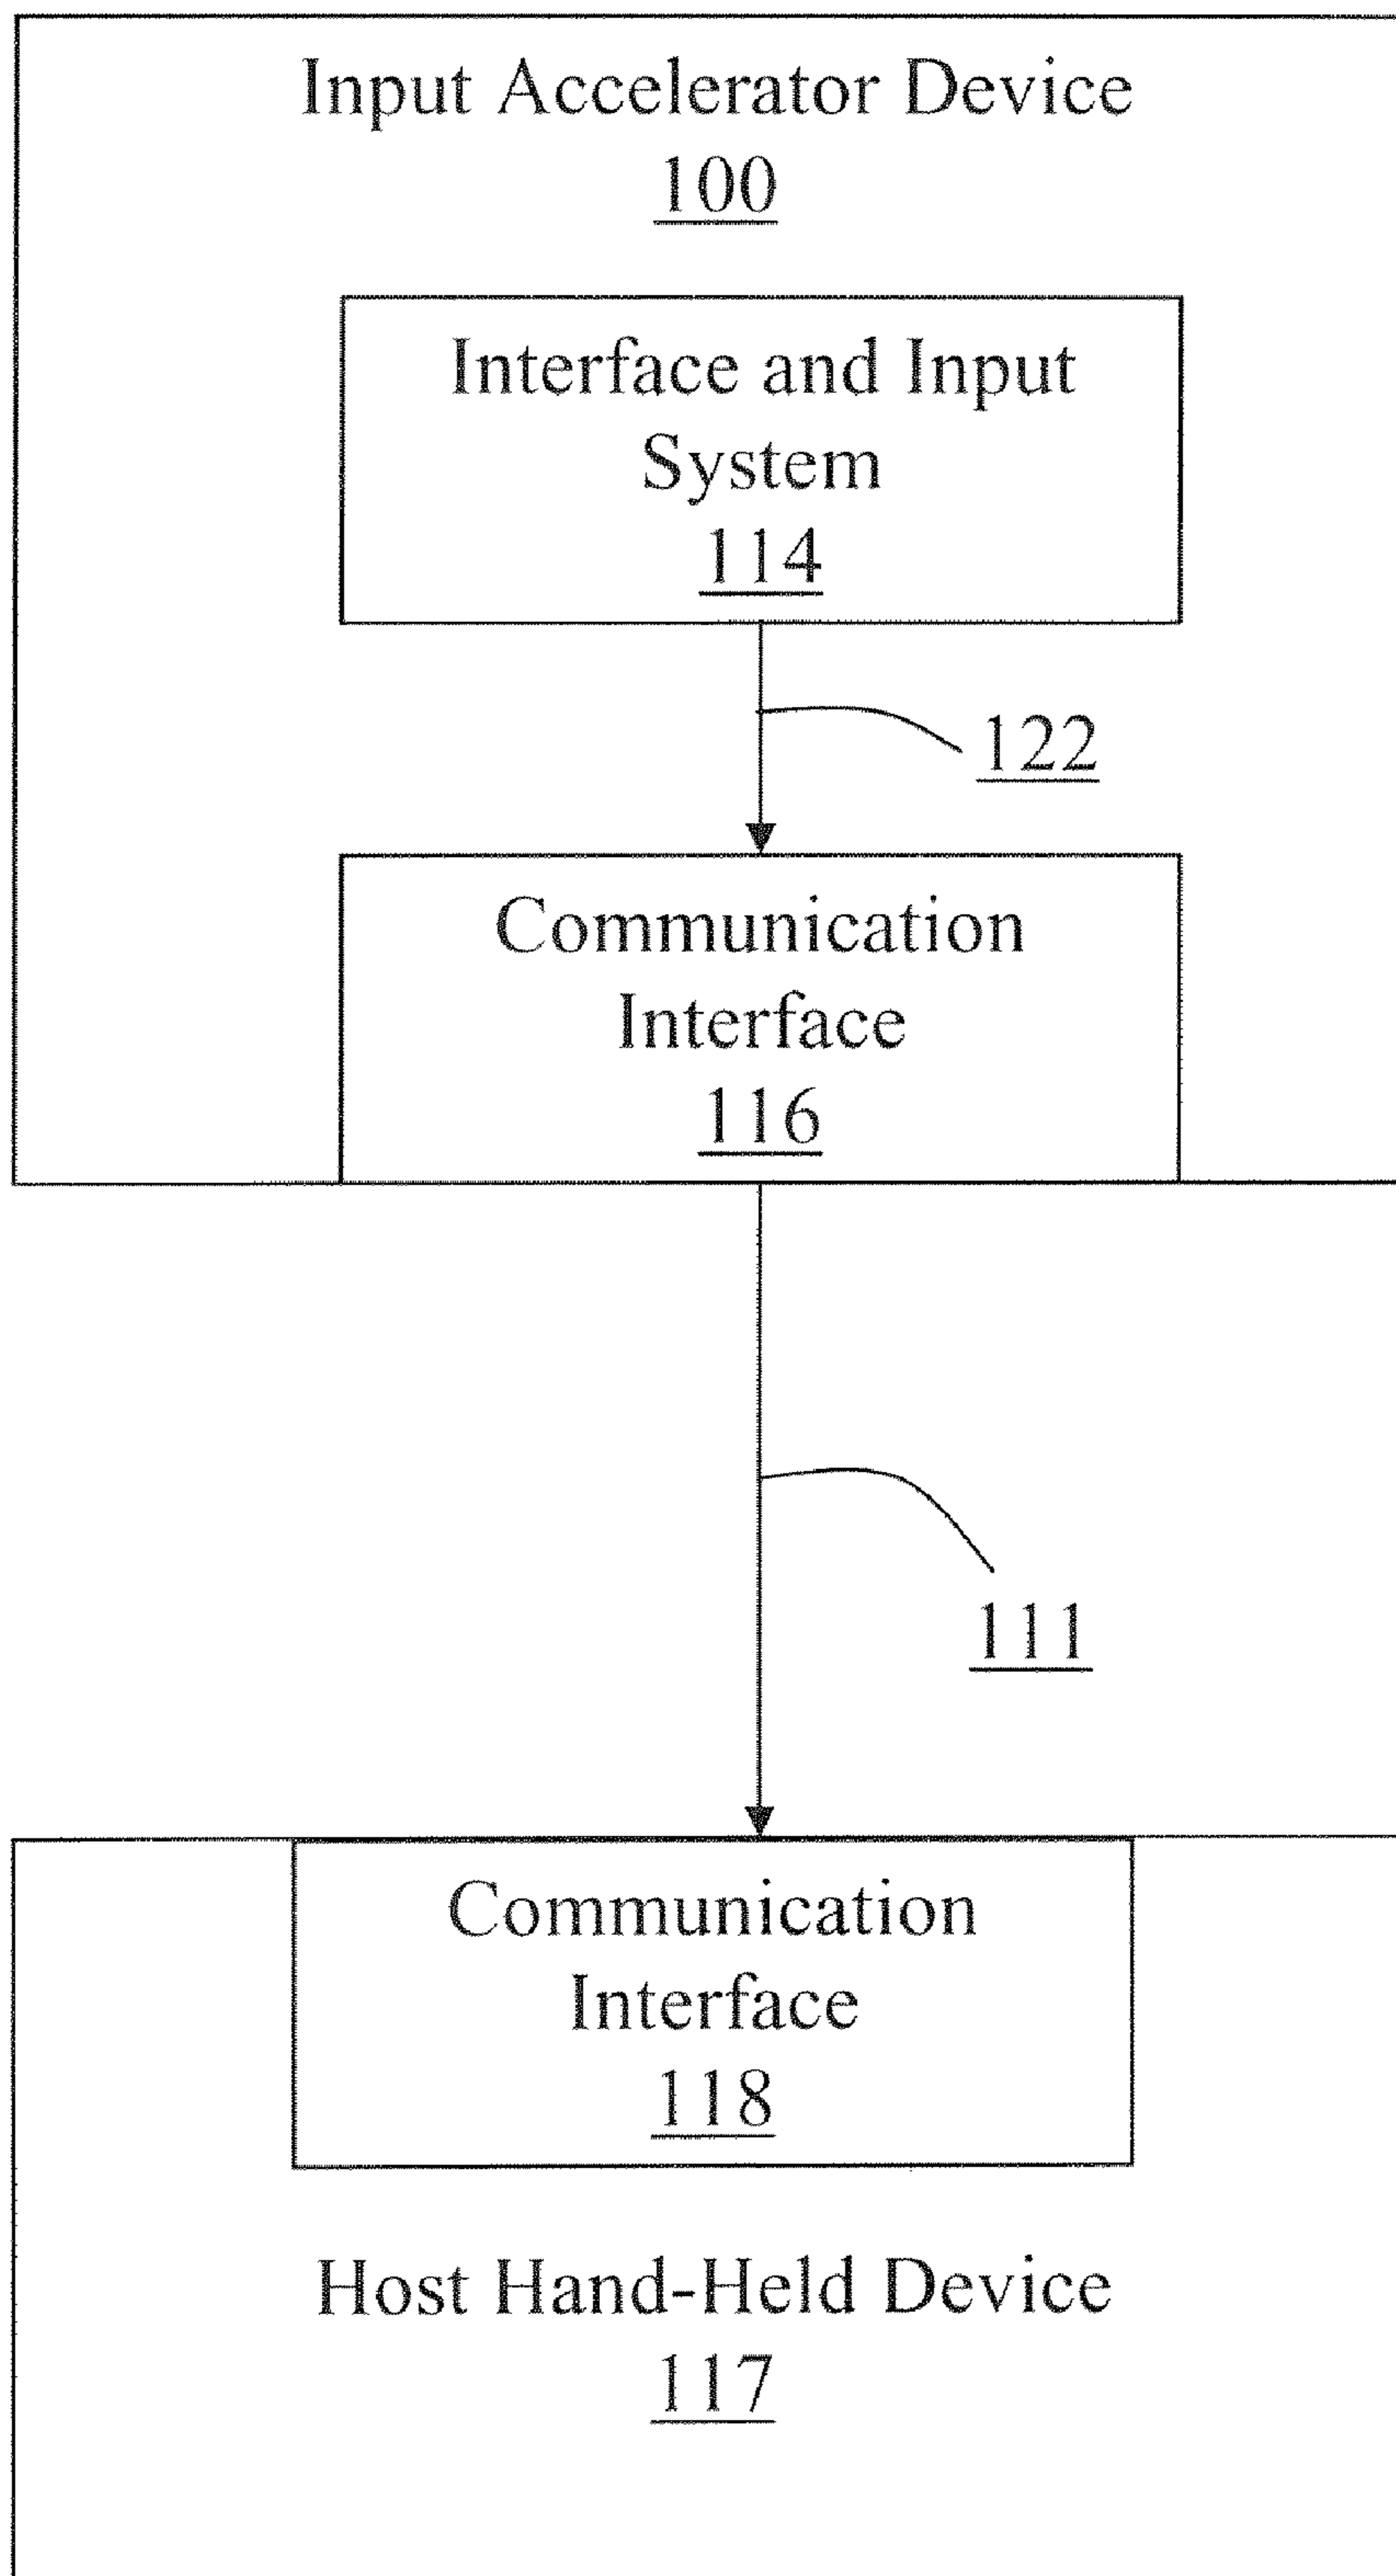 Input Accelerator Device
100
Interface and Input
System
114
122
Communication
Interface
116
111
Communication
Interface
118
Host Hand-Held Device
117